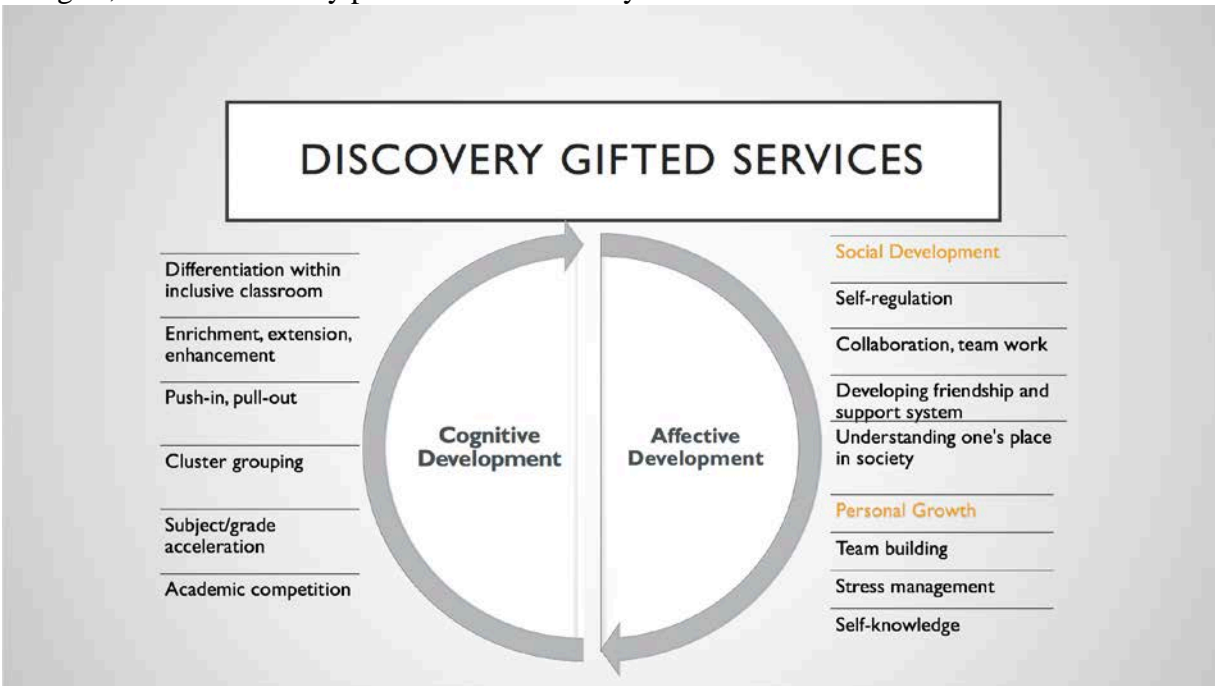 DISCOVERY GIFTED SERVICES
Differentiation within
inclusive classroom
Enrichment, extension,
enhancement
Push-in, pull-out
Cluster grouping
Subject/grade
acceleration
Academic competition
Cognitive
Development
Affective
Development
Social Development
Self-regulation
Collaboration, team work
Developing friendship and
support system
Understanding one's place
in society
Personal Growth
Team building
Stress management
Self-knowledge